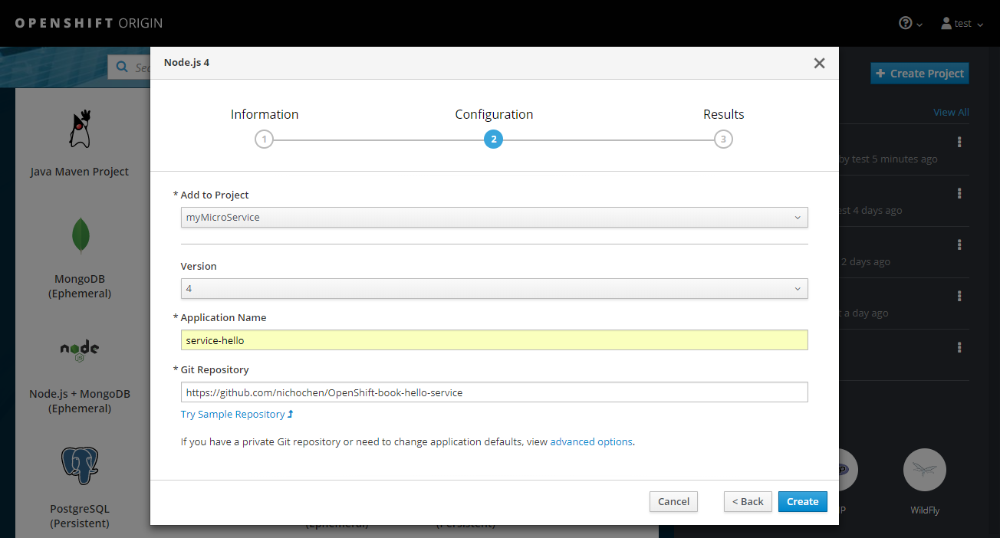 OPENSHIFT ORIGIN
test
Node.js 4
Create Project
Information
Configuration
Results
1
2
3
View All
Java Maven Project
by test 5 minutes ago
* Add to Project
myMicroService
4 days ago
Version
4
2 days ago
MongoDB
(Ephemeral)
* Application Name
a day ago
service-hello
node
JS
* Git Repository
https://github.com/nichochen/OpenShift-book-hello-service
Node.js + MongoDB
(Ephemeral)
Try Sample Repository
If you have a private Git repository or need to change application defaults, view advanced options.
Cancel
< Back
Create
PostgreSQL
(Persistent)
WildFly
(Ephemeral)
(Persistent)